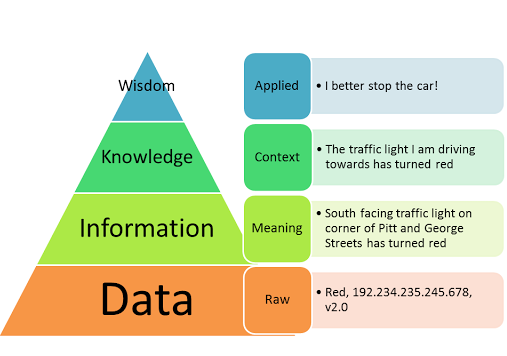 Wisdom
Applied
• I better stop the car!
Knowledge
Context
• The traffic light I am driving
towards has turned red
Information
Meaning
• South facing traffic light on
corner of Pitt and George
Streets has turned red
Data
Raw
• Red, 192.234.235.245.678,
v2.0